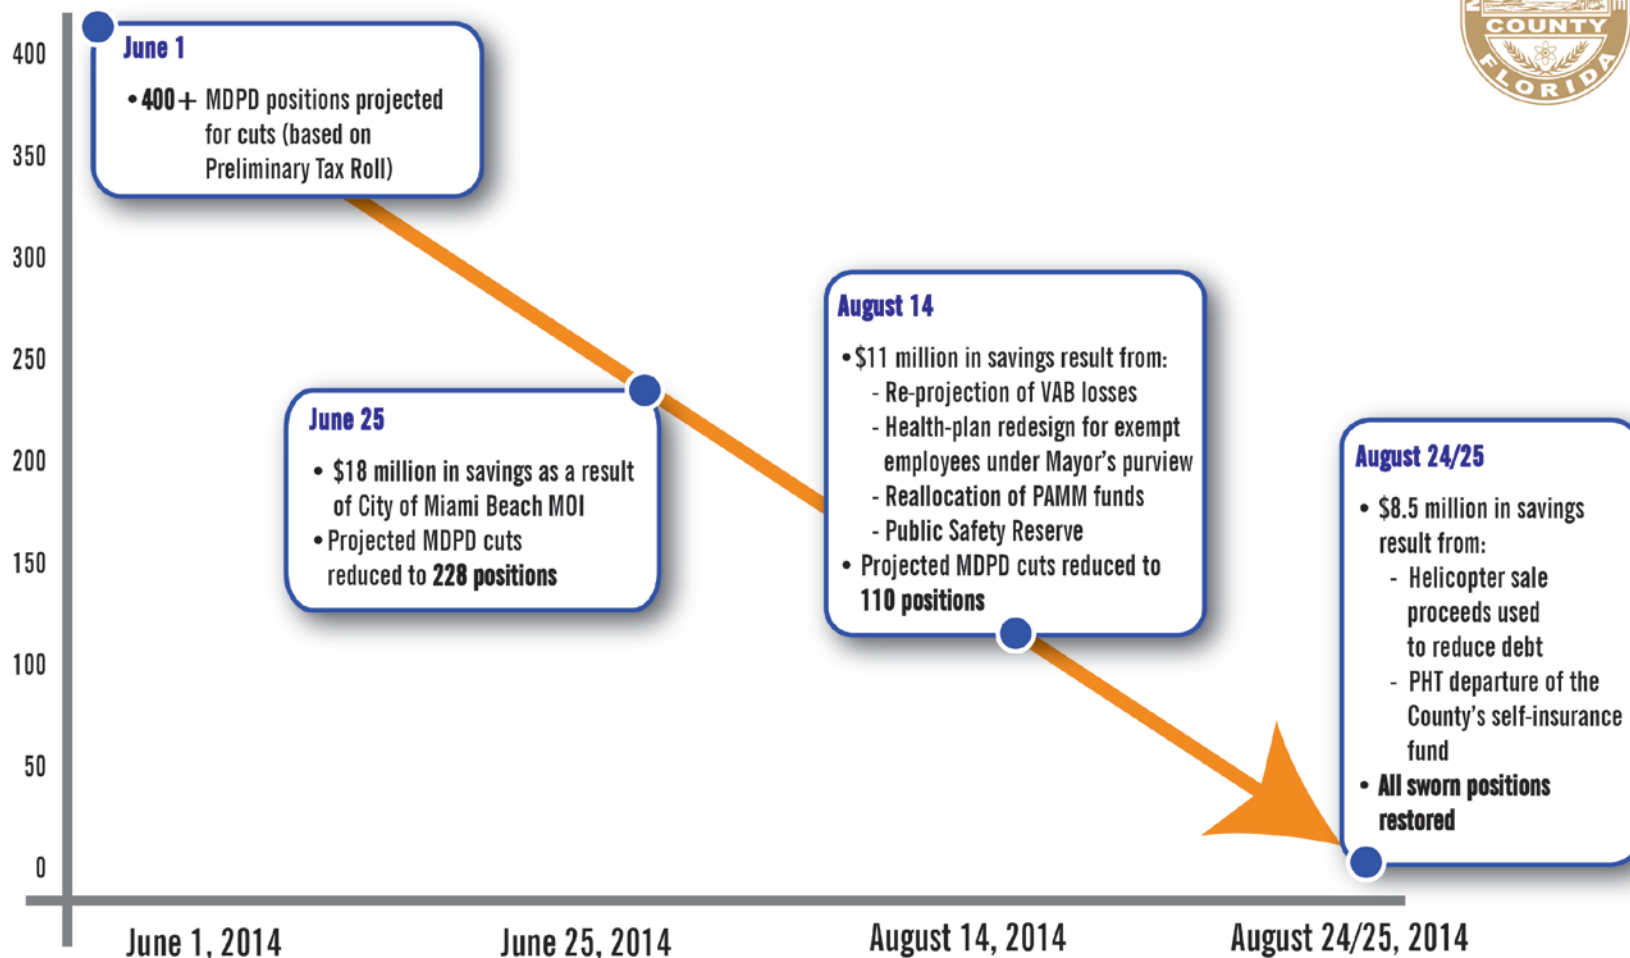 COUNTY
FLORIDA
400
350
300
250
200
150
100
50
0
June 1
• 400+ MDPD positions projected
for cuts (based on
Preliminary Tax Roll)
June 25
• $18 million in savings as a result
of City of Miami Beach MOI
• Projected MDPD cuts
reduced to 228 positions
August 14
• $11 million in savings result from:
- Re-projection of VAB losses
- Health-plan redesign for exempt
employees under Mayor's purview
- Reallocation of PAMM funds
- Public Safety Reserve
• Projected MDPD cuts reduced to
110 positions
August 24/25
• $8.5 million in savings
result from:
- Helicopter sale
proceeds used
to reduce debt
- PHT departure of the
County's self-insurance
fund
• All sworn positions
restored
June 1, 2014
June 25, 2014
August 14, 2014
August 24/25, 2014